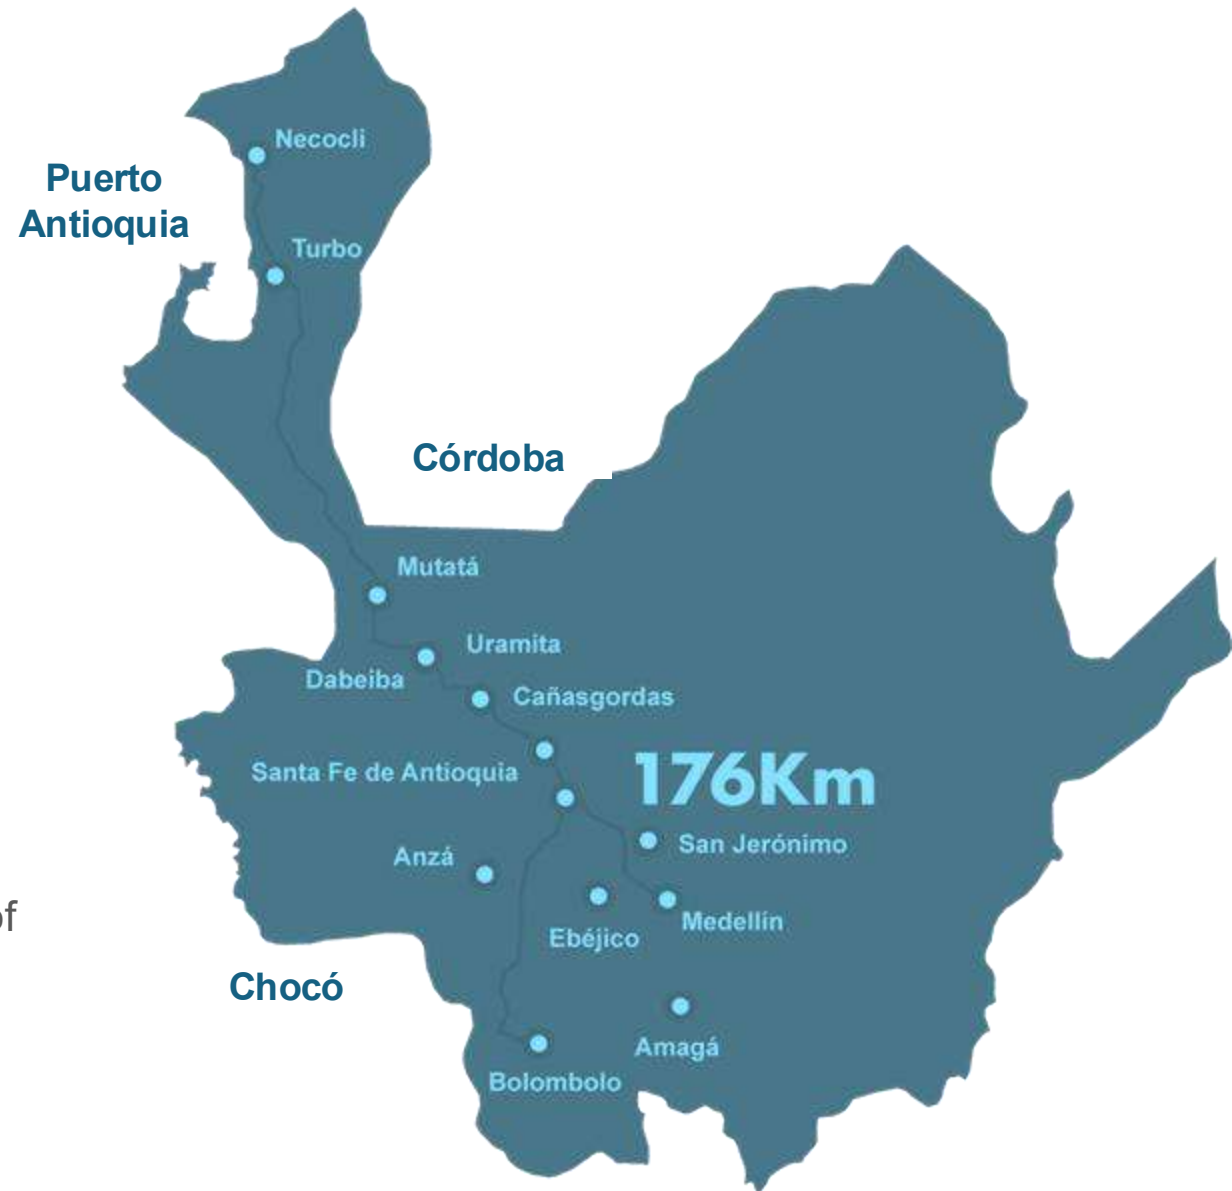 Necocli
Puerto
Antioquia
Turbo
Córdoba
Mutatá
Uramita
Dabeiba
Cañasgordas
176Km
Santa Fe de Antioquia
San Jerónimo
Anzá
of
Medellín
Ebéjico
Chocó
Amagá
Bolombolo